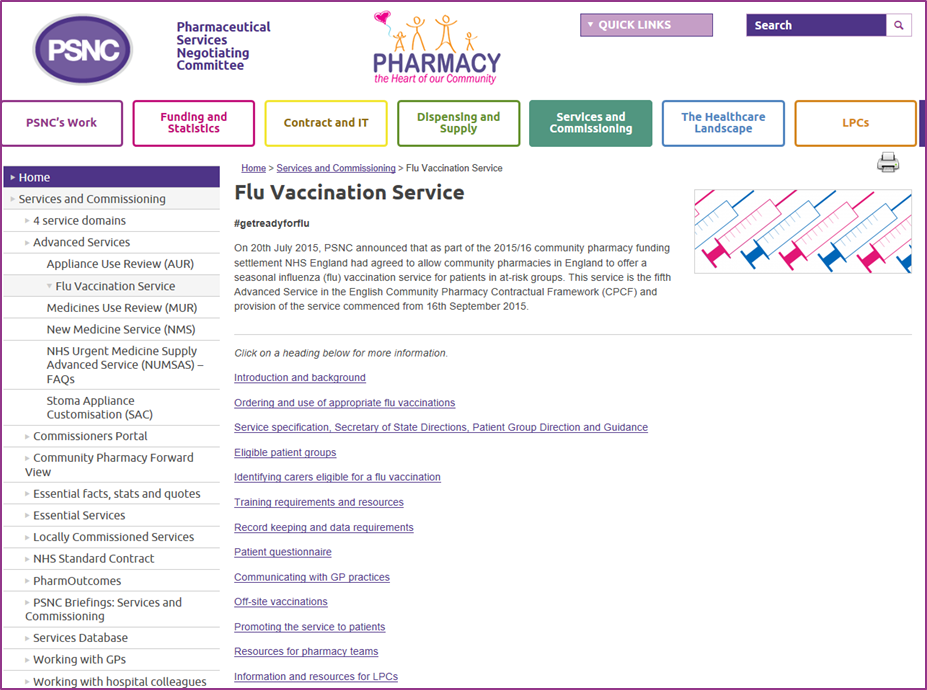 PSNC
Pharmaceutical
Services
Negotiating
Committee
PHARMACY
the Heart of our Community
QUICK LINKS
Search
PSNC's Work
Funding and
Statistics
Contract and IT
Dispensing and
Supply
Services and
Commissioning
The Healthcare
Landscape
LPCs
Home
Services and Commissioning
4 service domains
Advanced Services
Appliance Use Review (AUR)
Flu Vaccination Service
Medicines Use Review (MUR)
New Medicine Service (NMS)
NHS Urgent Medicine Supply
Advanced Service (NUMSAS) –
FAQs
Stoma Appliance
Customisation (SAC)
Commissioners Portal
Community Pharmacy Forward
View
Essential facts, stats and quotes
Essential Services
Locally Commissioned Services
NHS Standard Contract
PharmOutcomes
PSNC Briefings: Services and
Commissioning
Services Database
Working with GPs
Working with hospital colleagues
Home > Services and Commissioning > Flu Vaccination Service
Flu Vaccination Service
#getreadyforflu
On 20th July 2015, PSNC announced that as part of the 2015/16 community pharmacy funding
settlement NHS England had agreed to allow community pharmacies in England to offer a
seasonal influenza (flu) vaccination service for patients in at-risk groups. This service is the fifth
Advanced Service in the English Community Pharmacy Contractual Framework (CPCF) and
provision of the service commenced from 16th September 2015.
Click on a heading below for more information.
Introduction and background
Ordering and use of appropriate flu vaccinations
Service specification, Secretary of State Directions, Patient Group Direction and Guidance
Eligible patient groups
Identifying carers eligible for a flu vaccination
Training requirements and resources
Record keeping and data requirements
Patient questionnaire
Communicating with GP practices
Off-site vaccinations
Promoting the service to patients
Resources for pharmacy teams
Information and resources for LPCs